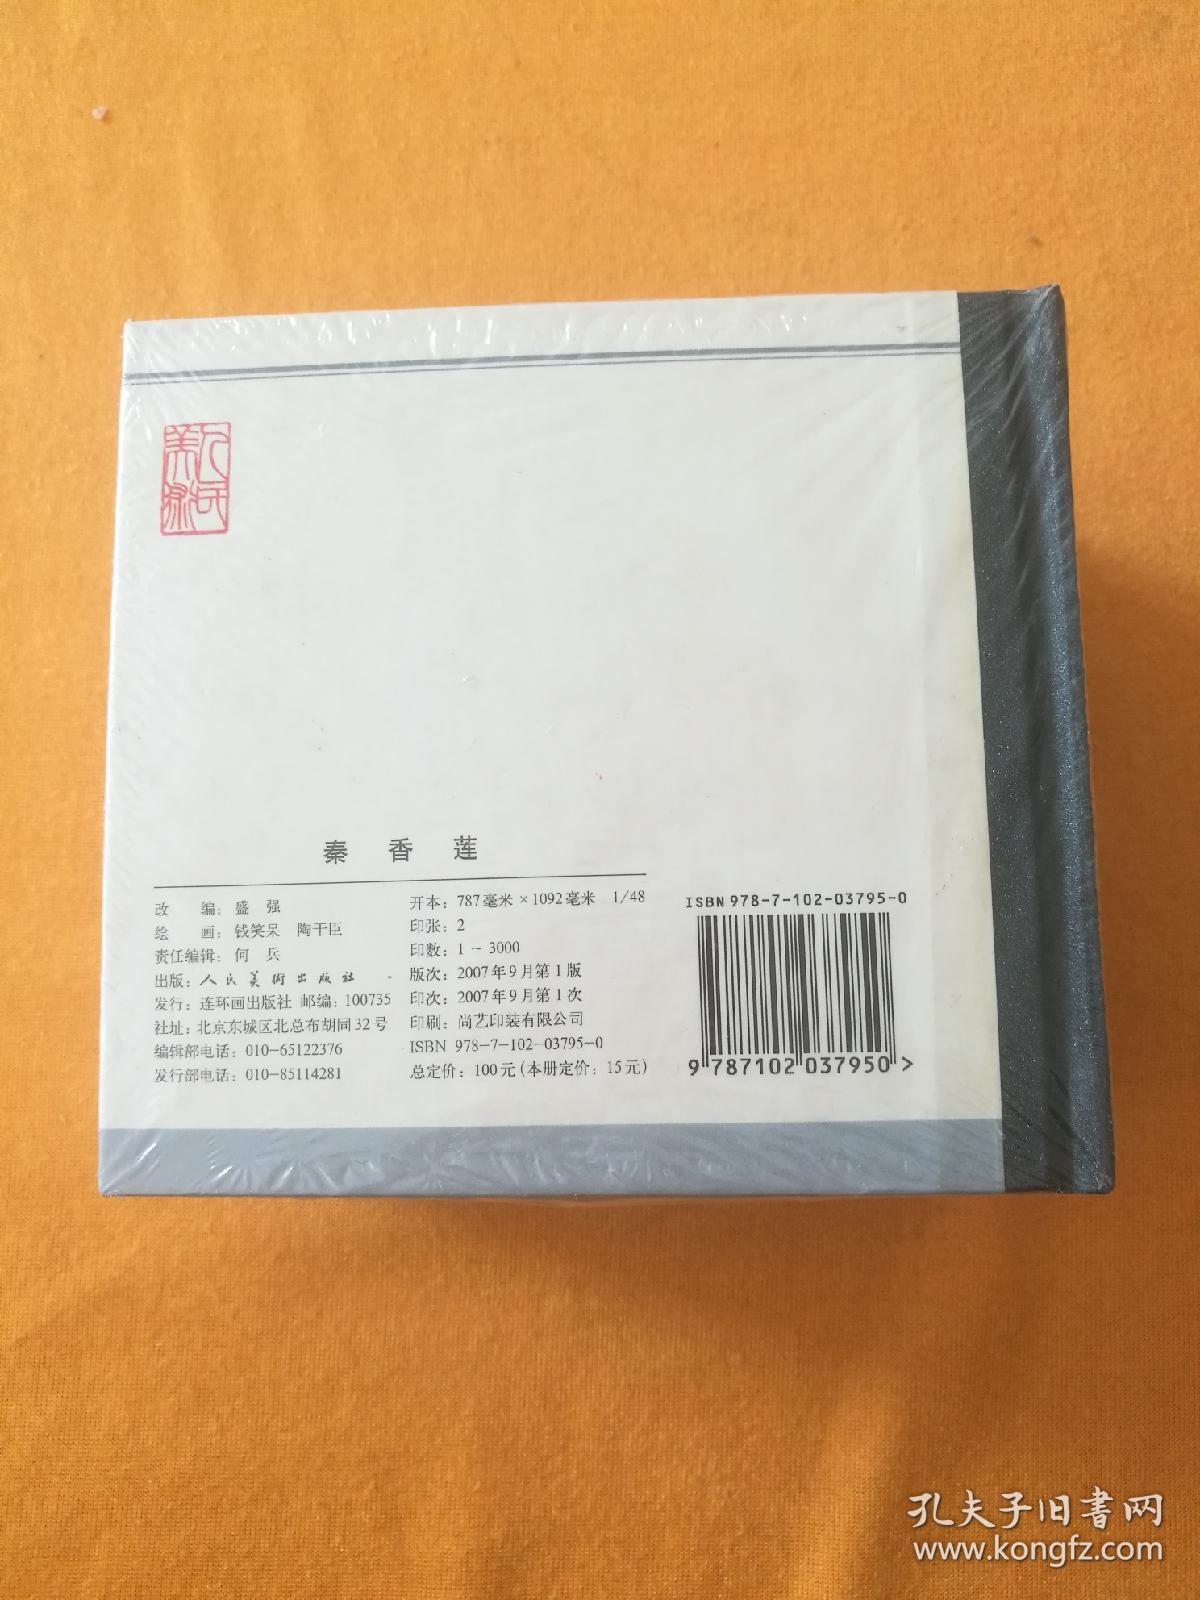 人民
美術
秦香莲
改 编：盛 强
绘 画：钱笑呆 陶干臣
责任编辑：何 兵
出版：人民美術出版社
发行：连环画出版社 邮编：100735
社址：北京东城区北总布胡同32号
编辑部电话：010-65122376
发行部电话：010-85114281
开本：787毫米×1092毫米 1/48
印张：2
印数：1-3000
版次：2007年9月第1版
印次：2007年9月第1次
印刷：尚艺印装有限公司
ISBN 978-7-102-03795-0
总定价：100元(本册定价：15元)
ISBN 978-7-102-03795-0
9 787102 037950 >
孔夫子旧书网
www.kongfz.com